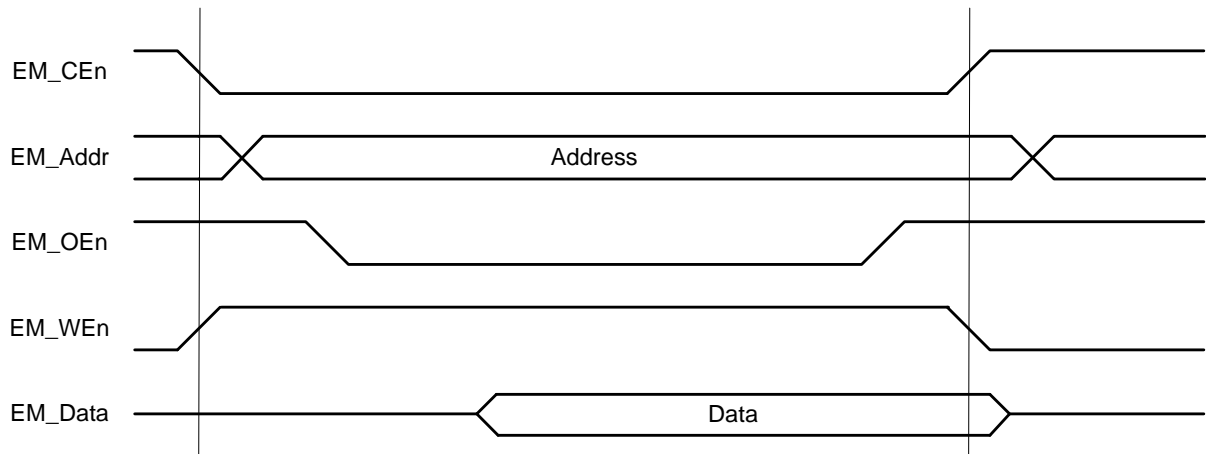 EM_CEn
EM_Addr Address
EM_OEn
EM_WEn
EM_Data Data